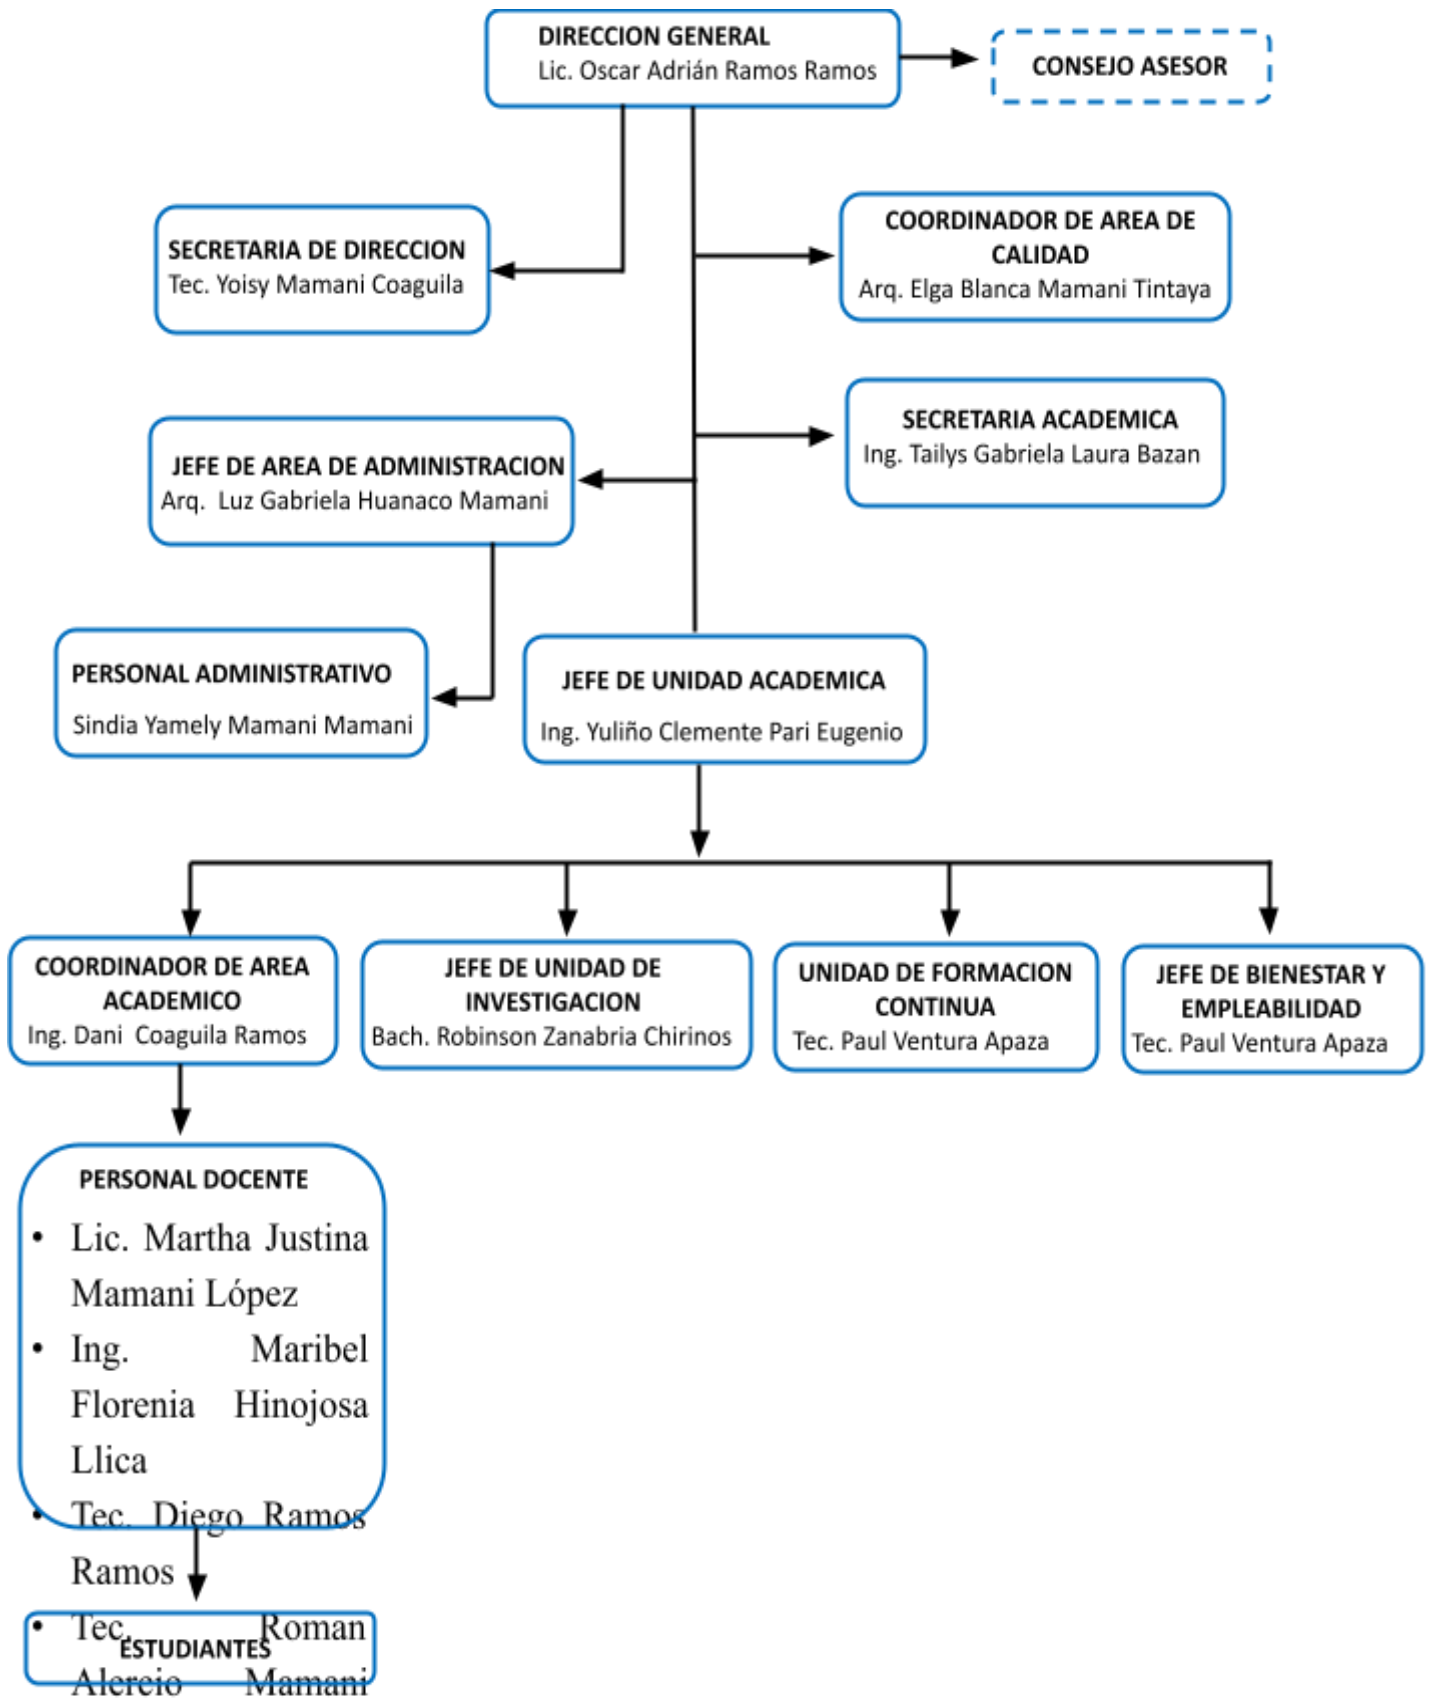 DIRECCION GENERAL
Lic. Oscar Adrián Ramos Ramos
CONSEJO ASESOR
SECRETARIA DE DIRECCION
Tec. Yoisy Mamani Coaguila
COORDINADOR DE AREA DE
CALIDAD
Arq. Elga Blanca Mamani Tintaya
SECRETARIA ACADEMICA
Ing. Tailys Gabriela Laura Bazan
JEFE DE AREA DE ADMINISTRACION
Arq. Luz Gabriela Huanaco Mamani
PERSONAL ADMINISTRATIVO
Sindia Yamely Mamani Mamani
JEFE DE UNIDAD ACADEMICA
Ing. Yuliño Clemente Pari Eugenio
COORDINADOR DE AREA
ACADEMICO
Ing. Dani Coaguila Ramos
JEFE DE UNIDAD DE
INVESTIGACION
Bach. Robinson Zanabria Chirinos
UNIDAD DE FORMACION
CONTINUA
Tec. Paul Ventura Apaza
JEFE DE BIENESTAR Y
EMPLEABILIDAD
Tec. Paul Ventura Apaza
PERSONAL DOCENTE
• Lic. Martha Justina
Mamani López
• Ing. Maribel
Florenia Hinojosa
Llica
• Tec. Diego Ramos
Ramos
• Tec. Roman
Mamani
ESTUDIANTES